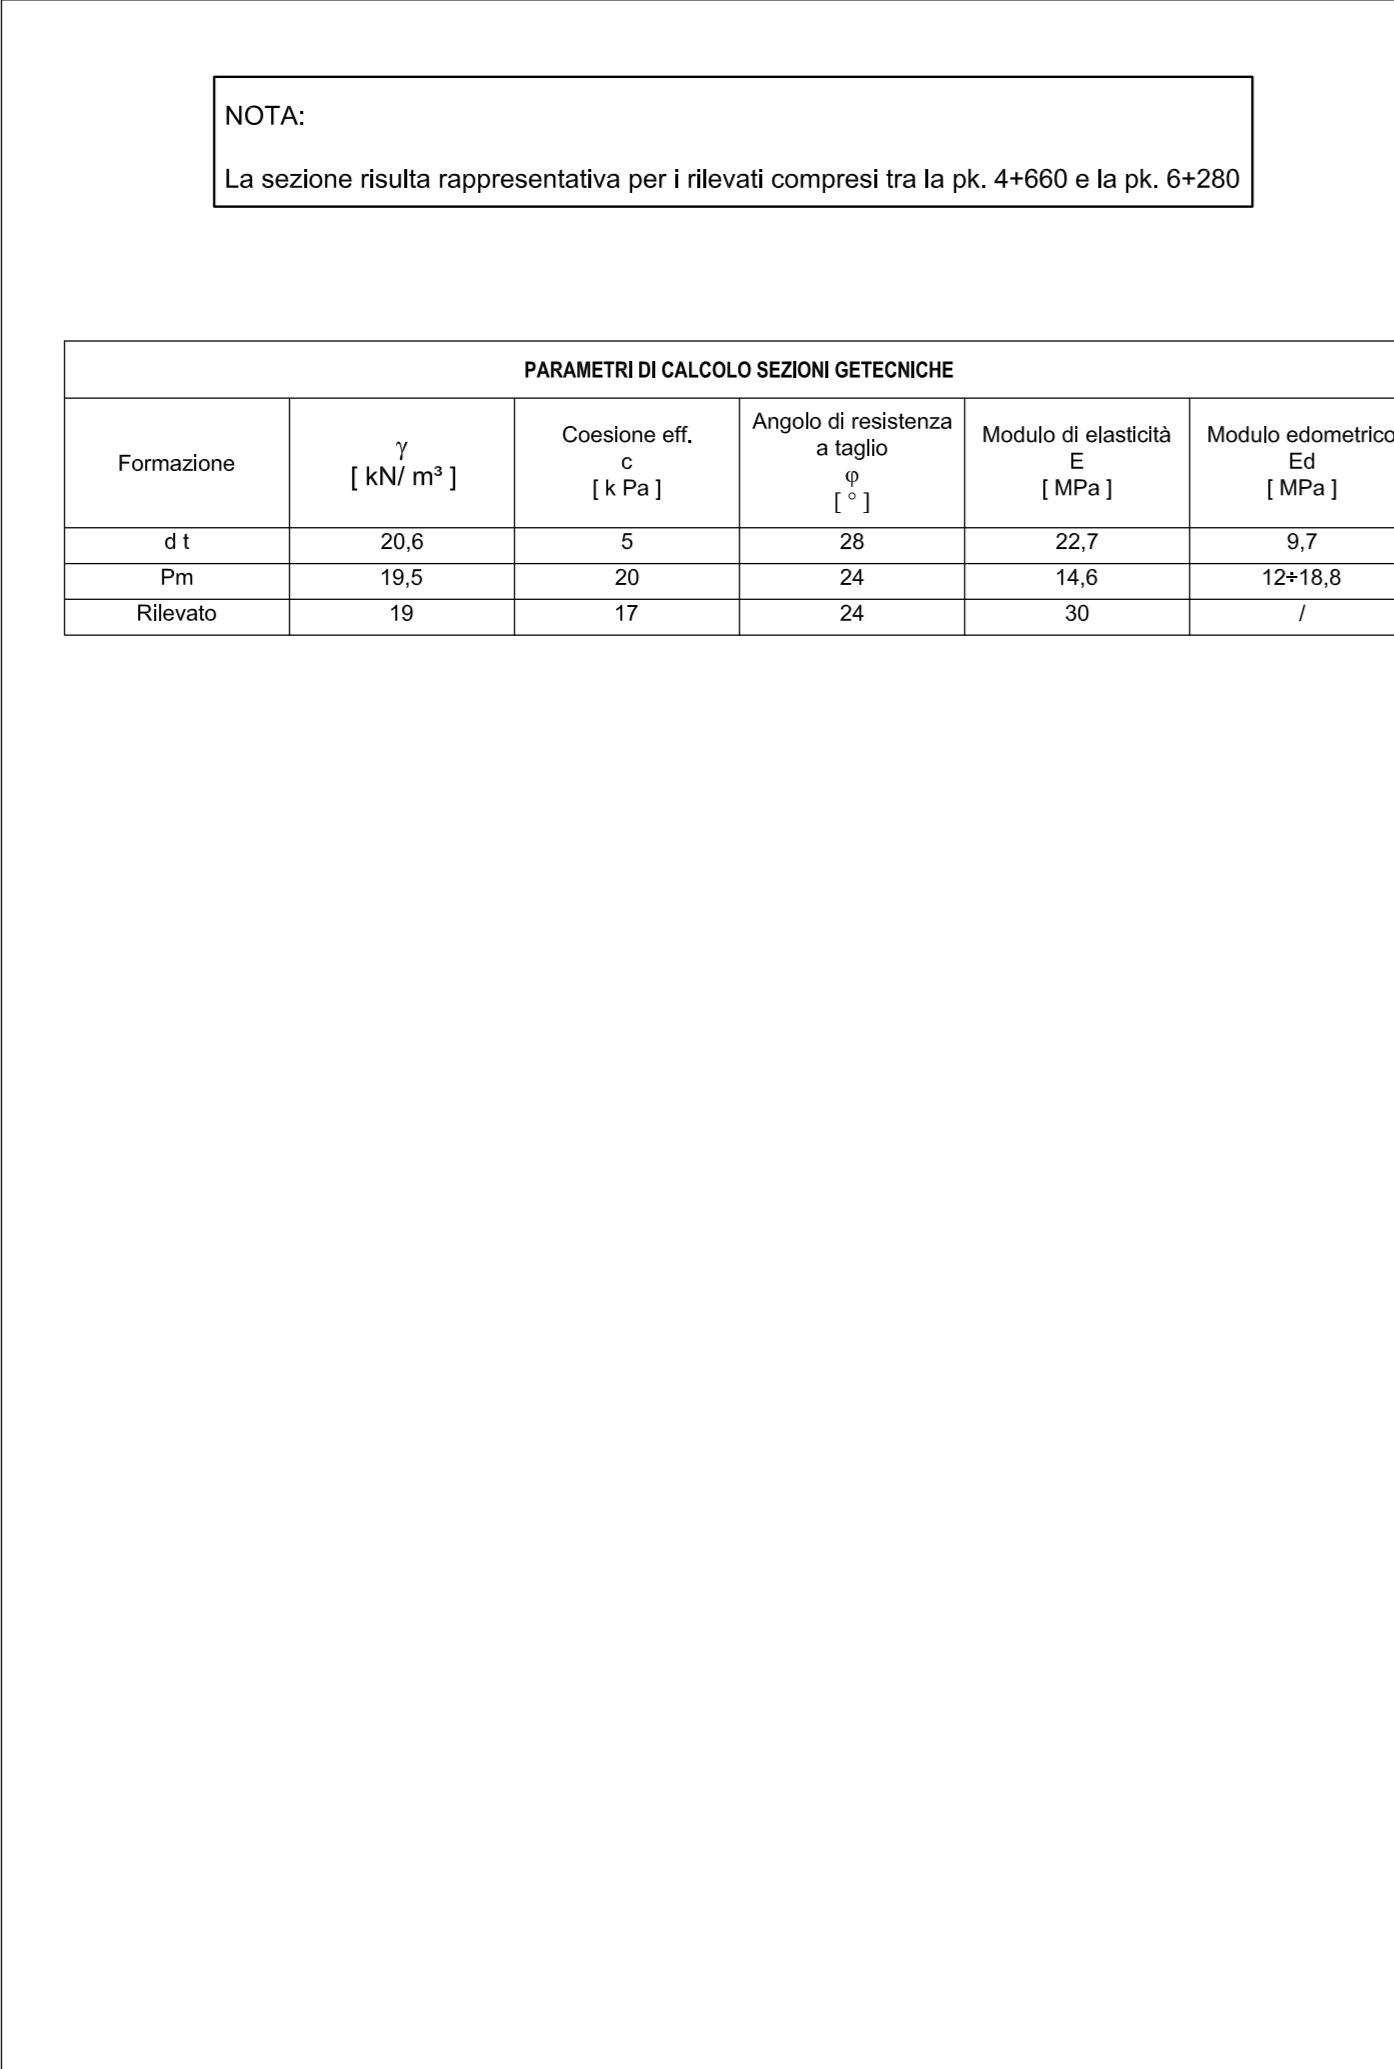 NOTA:
La sezione risulta rappresentativa per i rilevati compresi tra la pk. 4+660 e la pk. 6+280
PARAMETRI DI CALCOLO SEZIONI GETECNICHE
Formazione
γ
[ kN/ m³ ]
Coesione eff.
c
[ k Pa ]
Angolo di resistenza
a taglio
φ
[ ° ]
Modulo di elasticità
E
[ MPa ]
Modulo edometrico
Ed
[ MPa ]
d t 20,6 5 28 22,7 9,7
Pm 19,5 20 24 14,6 12÷18,8
Rilevato 19 17 24 30 /